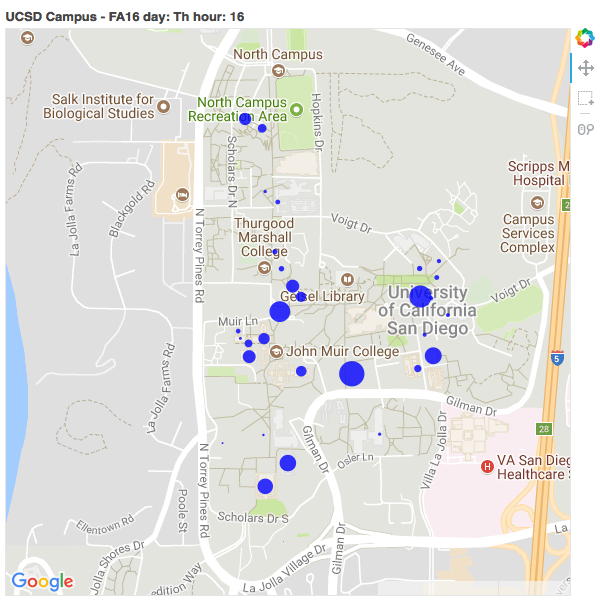 UCSD Campus - FA16 day: Th hour: 16
Genesee Ave
North Campus
Salk Institute for
Biological Studies
North Campus
Recreation Area
Hopkins Dr
Scholars Dr N
La Jolla Farms Rd
Blackgold Rd
Scripps M
Hospital
2
N Torrey Pines Rd
Voigt Dr
Campus
Services
Complex
Thurgood
Marshall
College
Geisel Library
University
of California
San Diego
Voigt Dr
Muir Ln
John Muir College
5
La Jolla Farms Rd
Gilman Dr
Gilman Dr
Villa La Jolla Dr
28
N Torrey Pines Rd
Osler Ln
H
VA San Dieg
Healthcare S
Poole St
Ellentown Rd
Scholars Dr S
La
La Jolla Shores Dr
Gilman Dr
La Jolla Village Dr
edition Way
Google